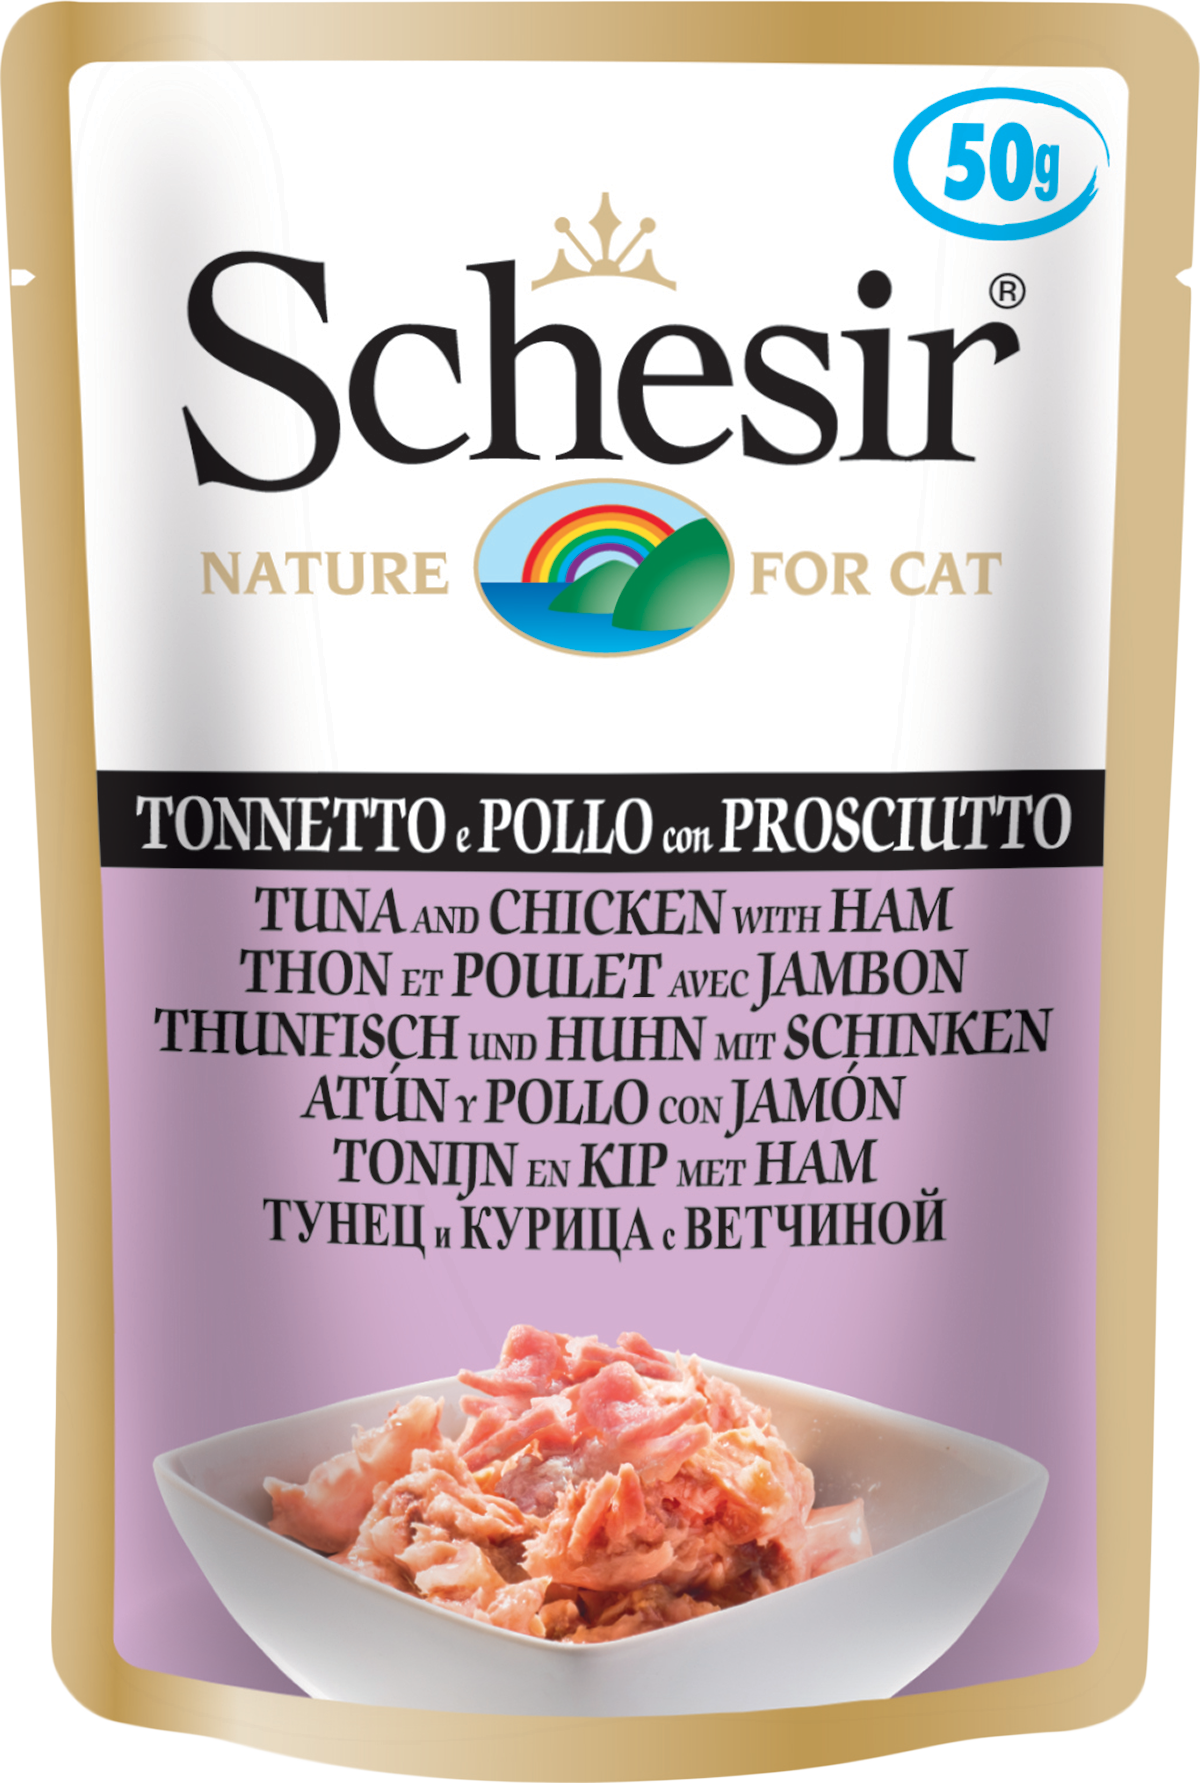 50g
Schesir®
NATURE FOR CAT
TONNETTO e POLLO con PROSCIUTTO
TUNA AND CHICKEN WITH HAM
THON ET POULET AVEC JAMBON
THUNFISCH UND HUHN MIT SCHINKEN
ATÚN Y POLLO CON JAMÓN
TONIJN EN KIP MET HAM
ТУНЕЦ и КУРИЦА с ВЕТЧИНОЙ